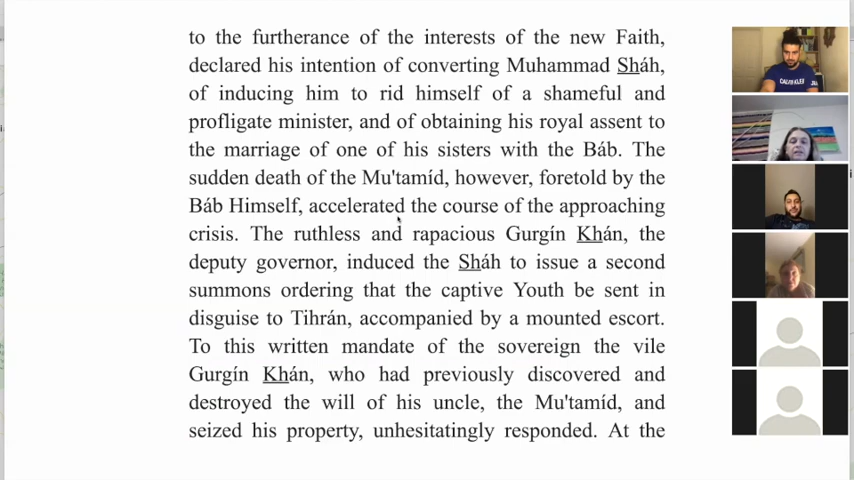 to the furtherance of the interests of the new Faith,
declared his intention of converting Muhammad Sháh,
of inducing him to rid himself of a shameful and
profligate minister, and of obtaining his royal assent to
the marriage of one of his sisters with the Báb. The
sudden death of the Mu'tamíd, however, foretold by the
Báb Himself, accelerated the course of the approaching
crisis. The ruthless and rapacious Gurgín Khán, the
deputy governor, induced the Sháh to issue a second
summons ordering that the captive Youth be sent in
disguise to Tihrán, accompanied by a mounted escort.
To this written mandate of the sovereign the vile
Gurgín Khán, who had previously discovered and
destroyed the will of his uncle, the Mu'tamíd, and
seized his property, unhesitatingly responded. At the
CALVIN KLEIN